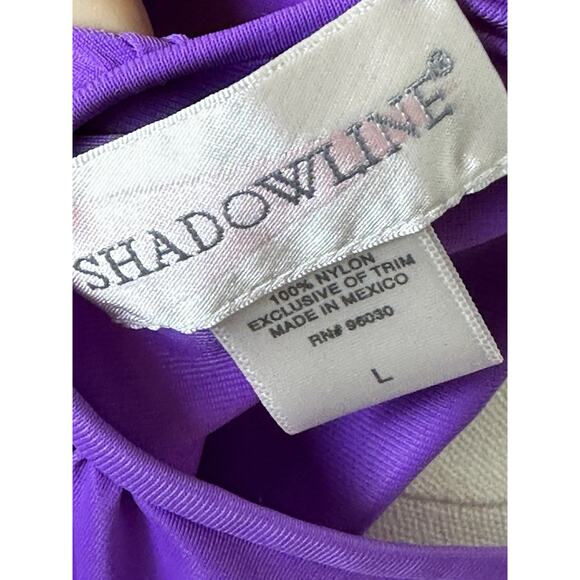 SHADOWLINE®
100% NYLON
EXCLUSIVE OF TRIM
MADE IN MEXICO
RN# 96030
L